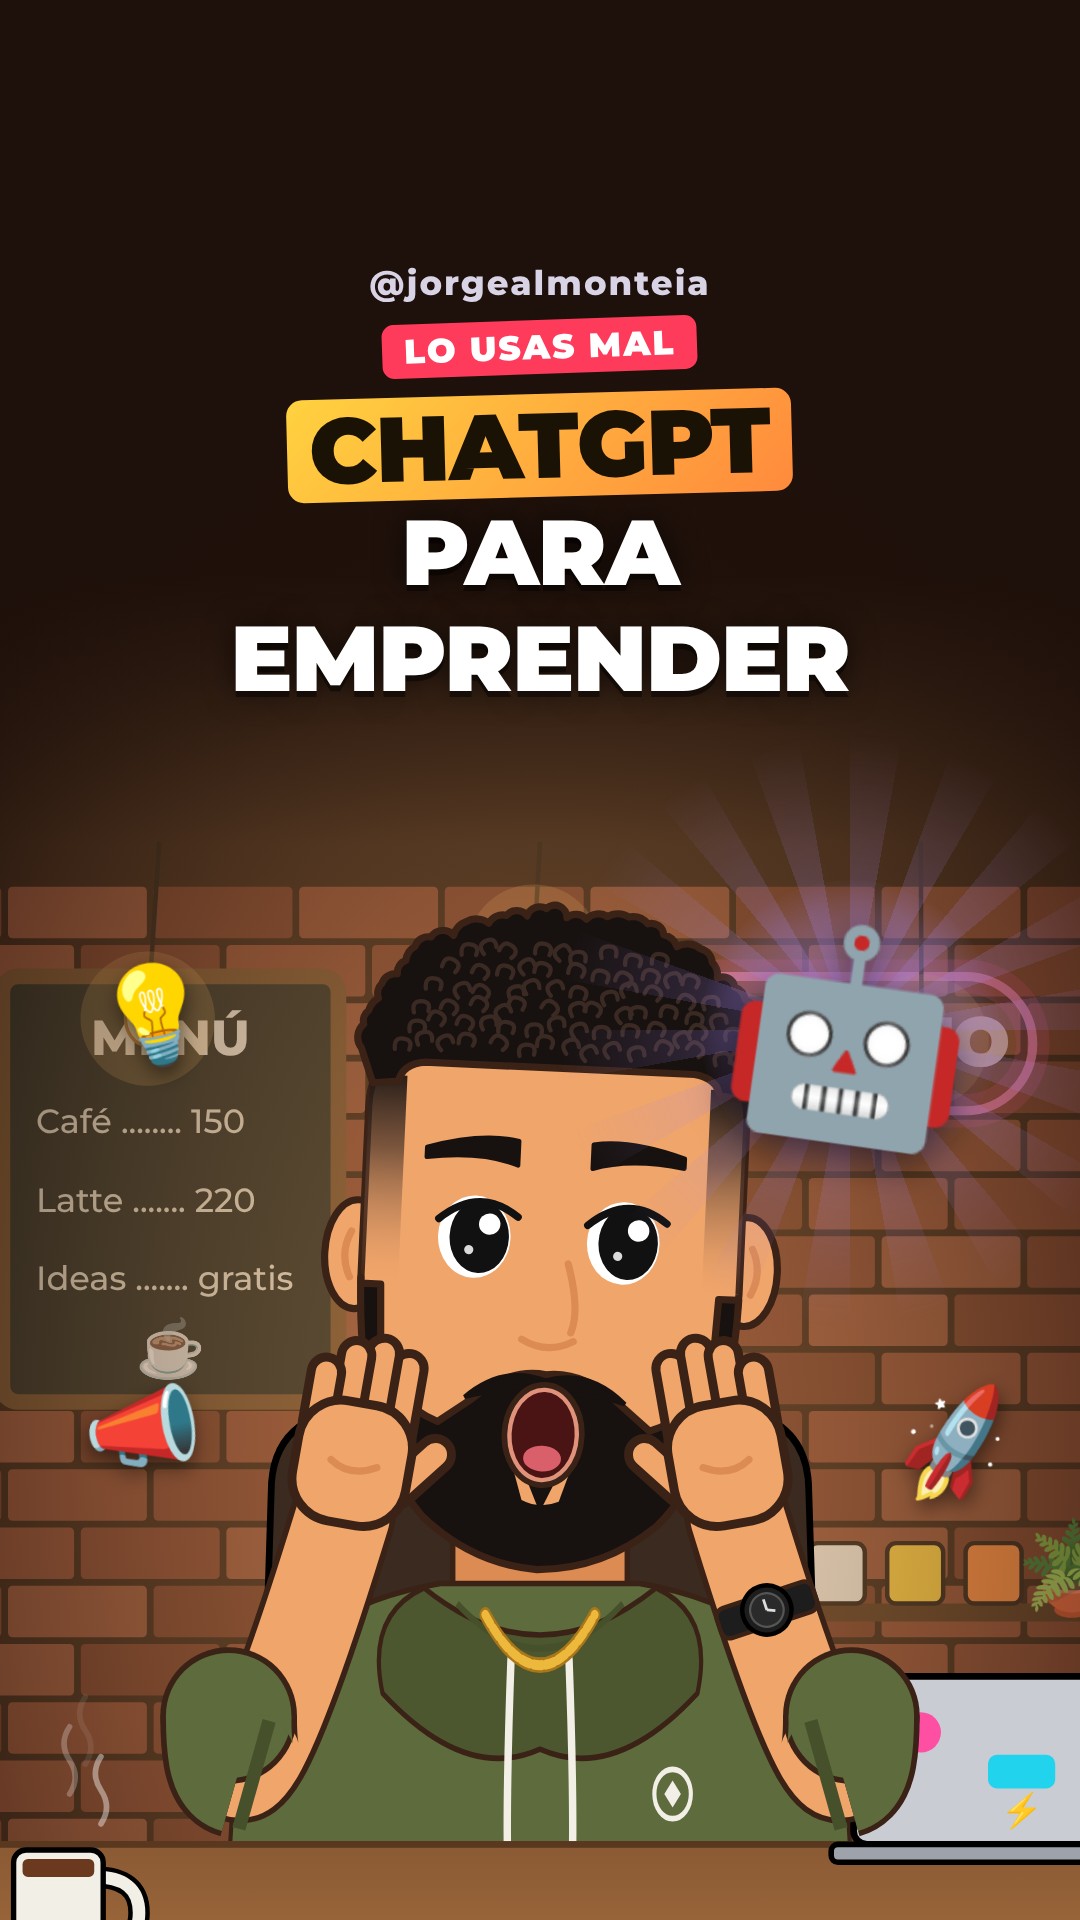 @jorgealmonteia
LO USAS MAL
CHATGPT
PARA
EMPRENDER
Café ........ 150
Latte ....... 220
Ideas ....... gratis